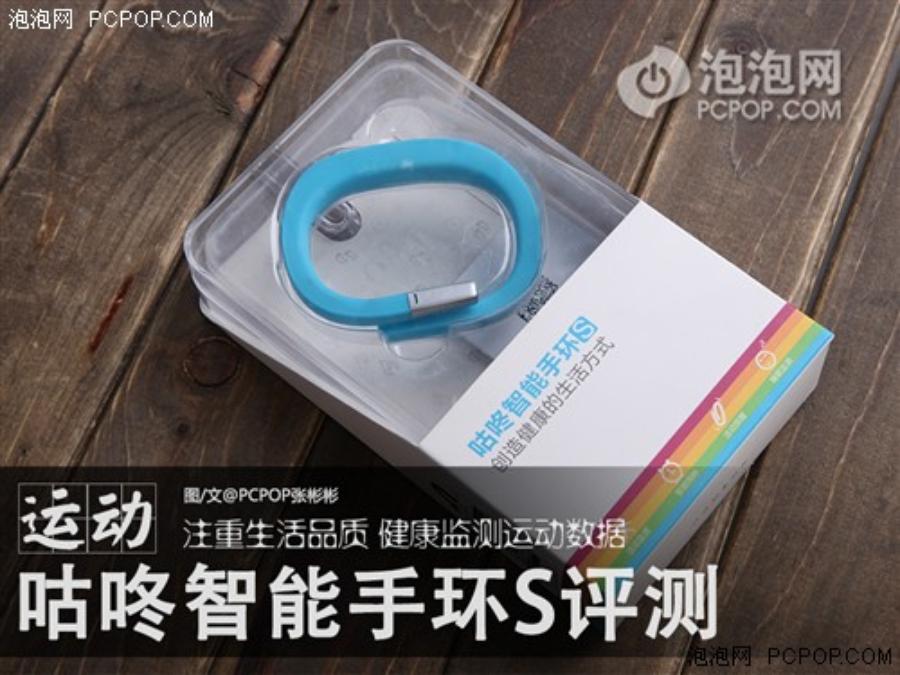 泡泡网 PCPOP.COM
泡泡网
PCPOP.COM
咕咚智能手环S
创造健康的生活方式
运动
图/文@PCPOP张彬彬
注重生活品质 健康监测运动数据
咕咚智能手环S评测
泡泡网 PCPOP.COM